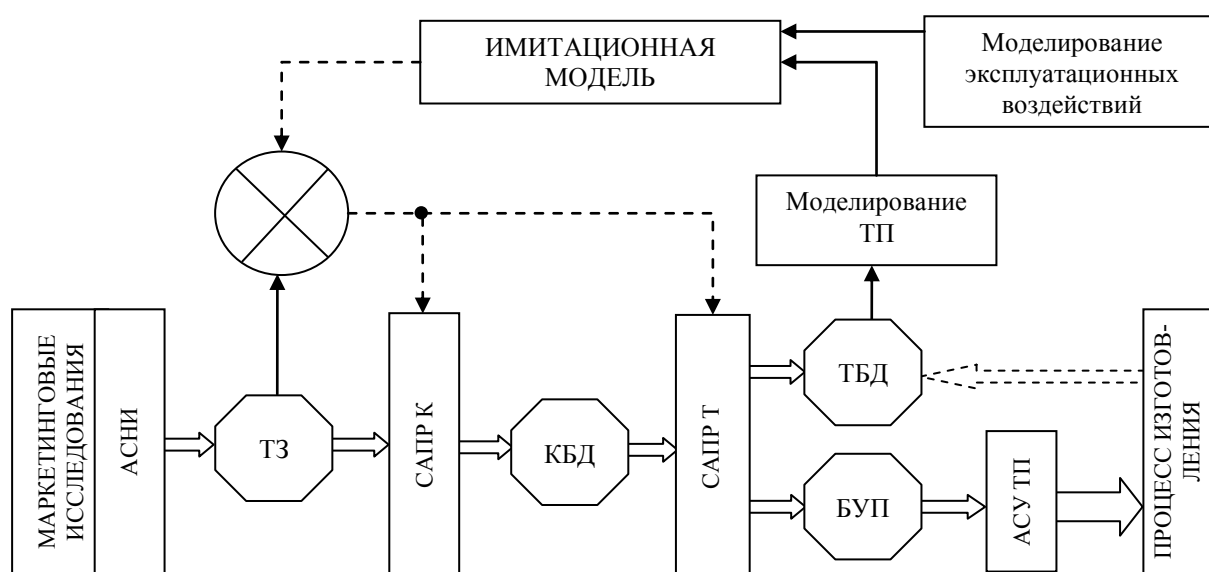 ИМИТАЦИОННАЯ
МОДЕЛЬ
Моделирование
эксплуатационных
воздействий
Моделирование
ТП
МАРКЕТИНГОВЫЕ
ИССЛЕДОВАНИЯ
АСНИ
ТЗ
САПР К
КБД
САПР Т
ТБД
БУП
АСУ ТП
ПРОЦЕСС ИЗГОТОВ-
ЛЕНИЯ